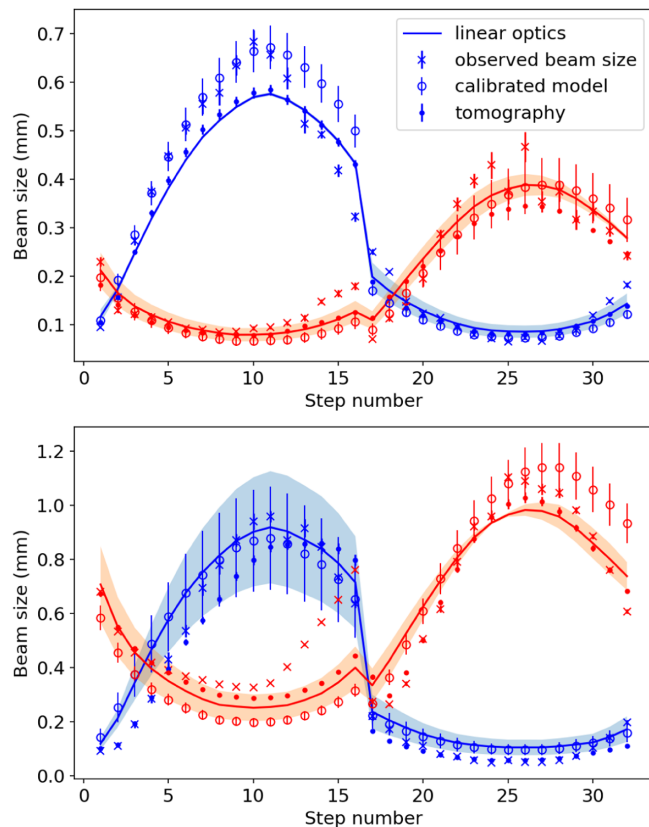 0.7
0.6
0.5
0.4
0.3
0.2
0.1
Beam size (mm)
linear optics
observed beam size
calibrated model
tomography
0 5 10 15 20 25 30
Step number
1.2
1.0
0.8
0.6
0.4
0.2
0.0
Beam size (mm)
0 5 10 15 20 25 30
Step number